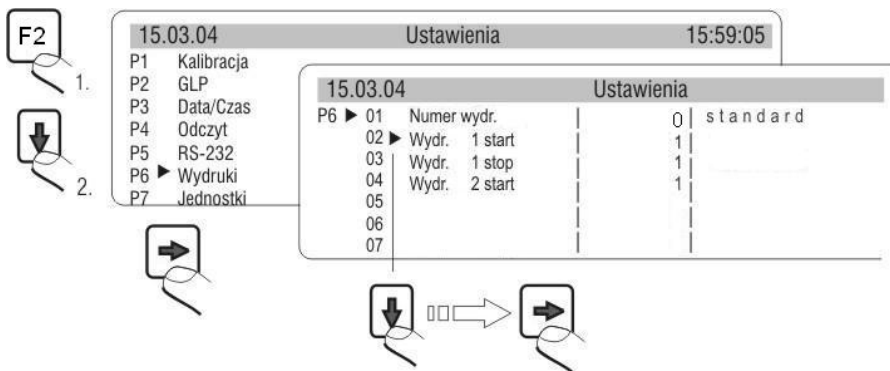 F2
1.
2.
15.03.04 Ustawienia 15:59:05
P1 Kalibracja
P2 GLP
P3 Data/Czas
P4 Odczyt
P5 RS-232
P6 Wydruki
P7 Jednostki
15.03.04 Ustawienia
P6 01 Numer wydr. | 0 | standard
02 Wydr. 1 start | 1 |
03 Wydr. 1 stop | 1 |
04 Wydr. 2 start | 1 |
05 | |
06 | |
07 | |